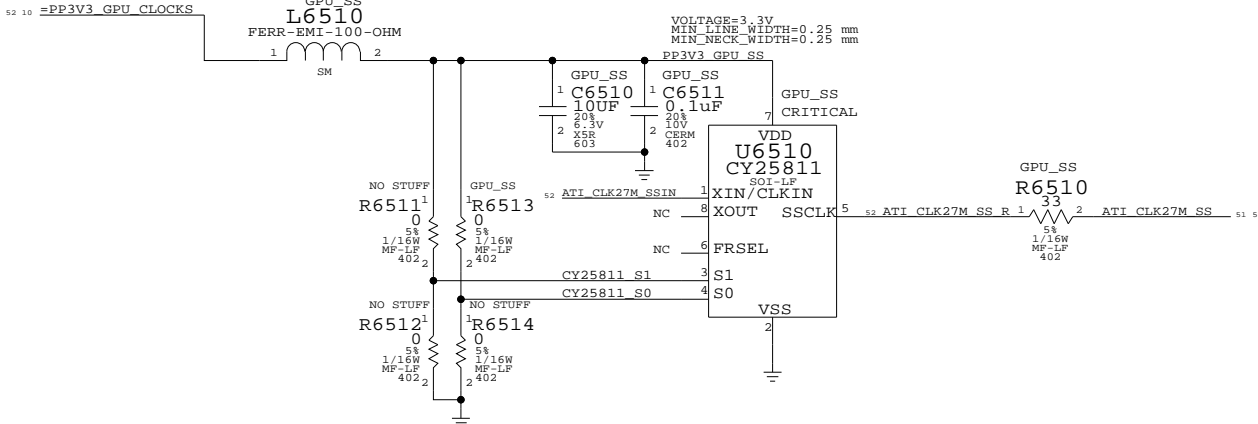 GPU_SS
52 10 =PP3V3_GPU_CLOCKS
L6510
FERR-EMI-100-OHM
1 2
SM
VOLTAGE=3.3V
MIN_LINE_WIDTH=0.25 mm
MIN_NECK_WIDTH=0.25 mm
PP3V3_GPU_SS
GPU_SS
1
C6510
10UF
20%
6.3V
2
X5R
603
GPU_SS
1
C6511
0.1uF
20%
10V
2
CERM
402
GPU_SS
CRITICAL
7
VDD
U6510
CY25811
SOI-LF
52 ATI_CLK27M_SSIN 1 XIN/CLKIN
NC 8 XOUT
SSCLK 5 52 ATI_CLK27M_SS_R
NC 6 FRSEL
CY25811_S1 3 S1
CY25811_S0 4 S0
VSS
2
GPU_SS
R6510
33
1 2 ATI_CLK27M_SS 51 5
5%
1/16W
MF-LF
402
NO STUFF
1
R6511
0
5%
1/16W
MF-LF
402
2
GPU_SS
1
R6513
0
5%
1/16W
MF-LF
402
2
NO STUFF
1
R6512
0
5%
1/16W
MF-LF
402
2
NO STUFF
1
R6514
0
5%
1/16W
MF-LF
402
2